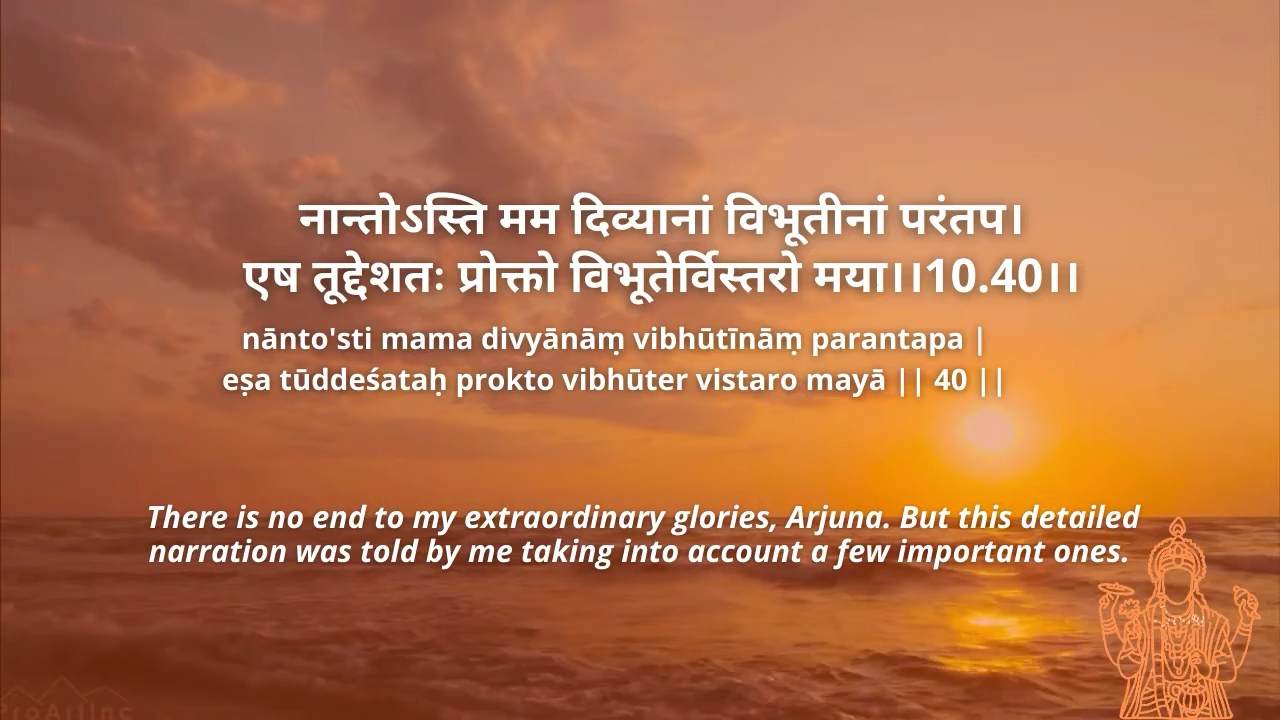 नान्तोऽस्ति मम दिव्यानां विभूतीनां परंतप।
एष तूद्देशतः प्रोक्तो विभूतेर्विस्तरो मया।।10.40।।
nānto'sti mama divyānāṃ vibhūtīnāṃ parantapa |
eṣa tūddeśataḥ prokto vibhūter vistaro mayā || 40 ||
There is no end to my extraordinary glories, Arjuna. But this detailed
narration was told by me taking into account a few important ones.
ProArtInc